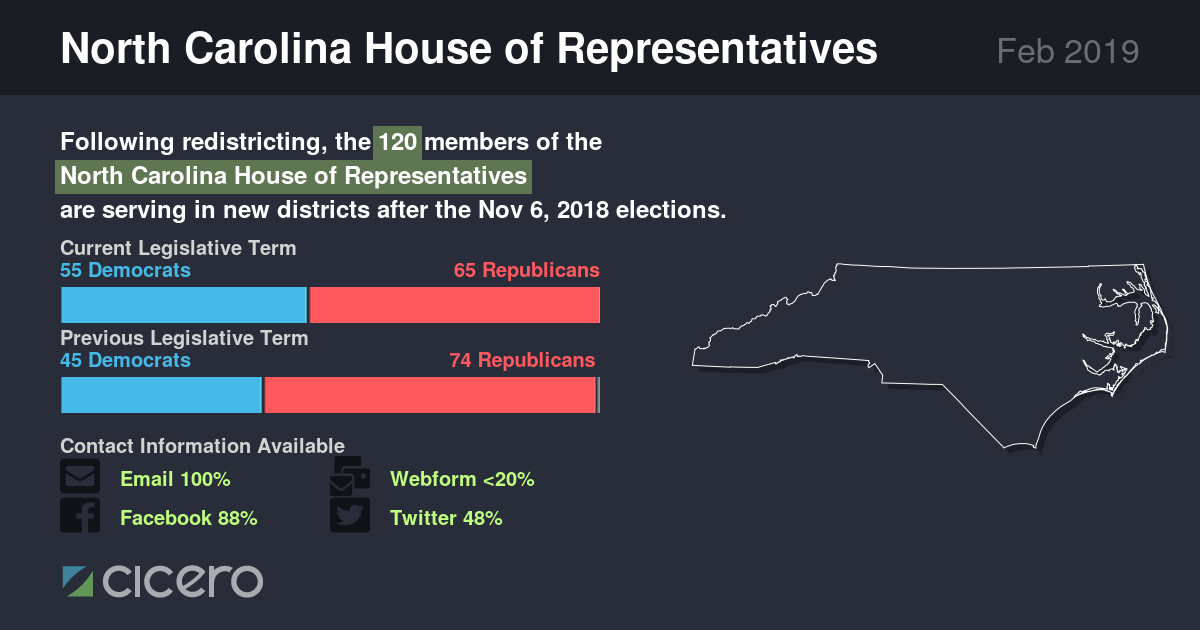 North Carolina House of Representatives
Feb 2019
Following redistricting, the 120 members of the
North Carolina House of Representatives
are serving in new districts after the Nov 6, 2018 elections.
Current Legislative Term
55 Democrats 65 Republicans
Previous Legislative Term
45 Democrats 74 Republicans
Contact Information Available
Email 100% Webform <20%
Facebook 88% Twitter 48%
cicero